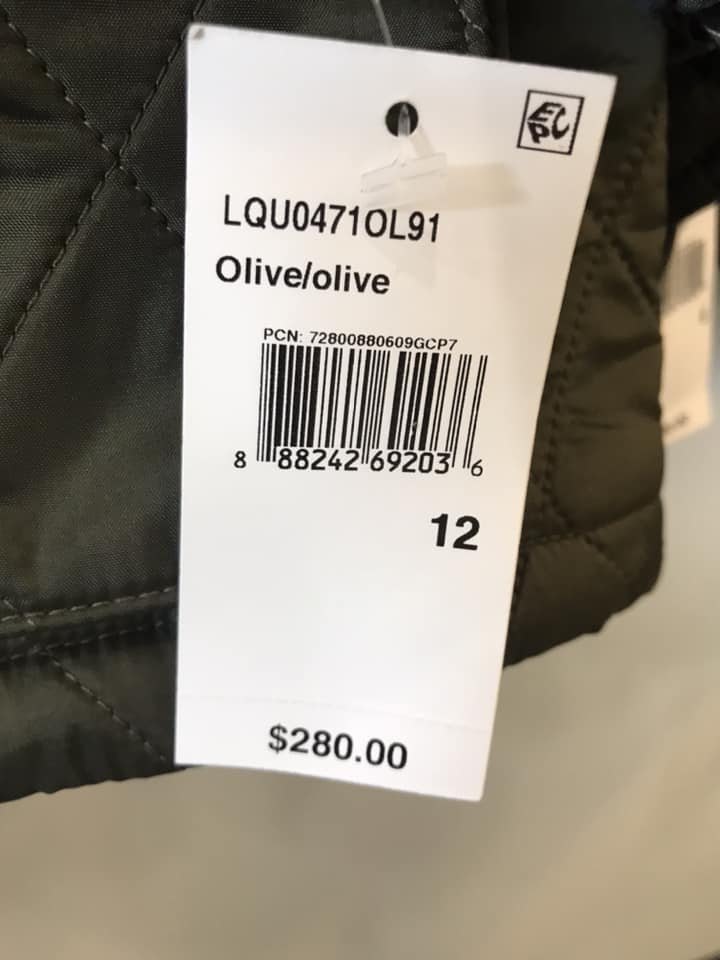 EPC
LQU0471OL91
Olive/olive
PCN: 72800880609GCP7
8 88242 69203 6
12
$280.00